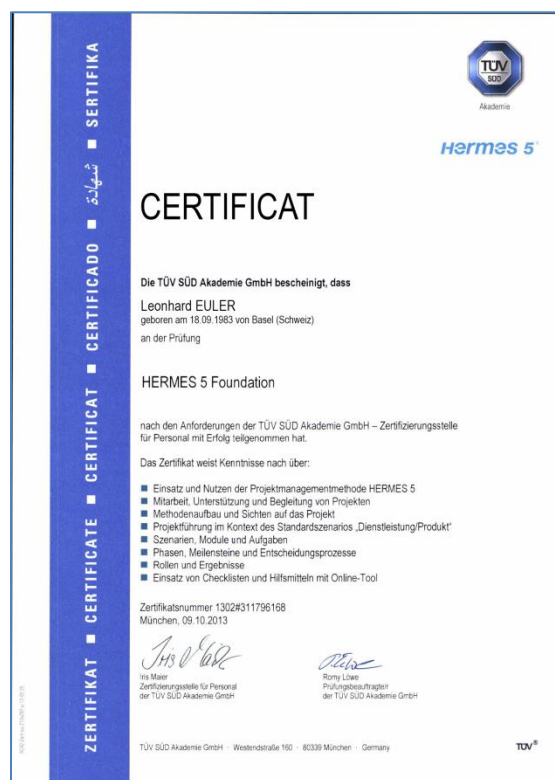 TÜV
SÜD
Akademie
Hermes 5
CERTIFICAT
Die TÜV SÜD Akademie GmbH bescheinigt, dass
Leonhard EULER
geboren am 18.09.1983 von Basel (Schweiz)
an der Prüfung
HERMES 5 Foundation
nach den Anforderungen der TÜV SÜD Akademie GmbH – Zertifizierungsstelle
für Personal mit Erfolg teilgenommen hat.
Das Zertifikat weist Kenntnisse nach über:
■ Einsatz und Nutzen der Projektmanagementmethode HERMES 5
■ Mitarbeit, Unterstützung und Begleitung von Projekten
■ Methodenaufbau und Sichten auf das Projekt
■ Projektführung im Kontext des Standardszenarios „Dienstleistung/Produkt"
■ Szenarien, Module und Aufgaben
■ Phasen, Meilensteine und Entscheidungsprozesse
■ Rollen und Ergebnisse
■ Einsatz von Checklisten und Hilfsmitteln mit Online-Tool
Zertifikatsnummer 1302#311796168
München, 09.10.2013
Iris Maier
Zertifizierungsstelle für Personal
der TÜV SÜD Akademie GmbH
Romy Löwe
Prüfungsbeauftragte/r
der TÜV SÜD Akademie GmbH
TÜV SÜD Akademie GmbH · Westendstraße 160 · 80339 München · Germany
TÜV®
ZERTIFIKAT ■ CERTIFICATE ■ CERTIFICAT ■ CERTIFICADO ■ شهادة ■ SERTIFIKA